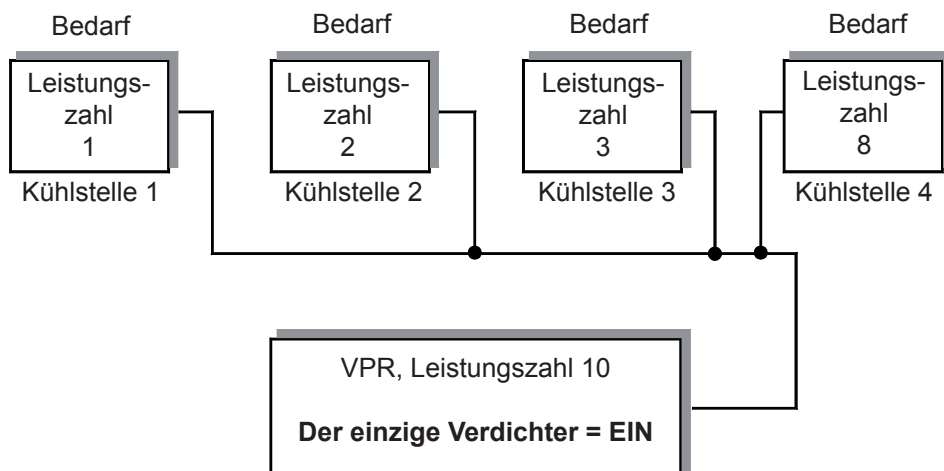 Bedarf
Bedarf
Bedarf
Bedarf
Leistungs-
zahl
1
Leistungs-
zahl
2
Leistungs-
zahl
3
Leistungs-
zahl
8
Kühlstelle 1
Kühlstelle 2
Kühlstelle 3
Kühlstelle 4
VPR, Leistungszahl 10
Der einzige Verdichter = EIN